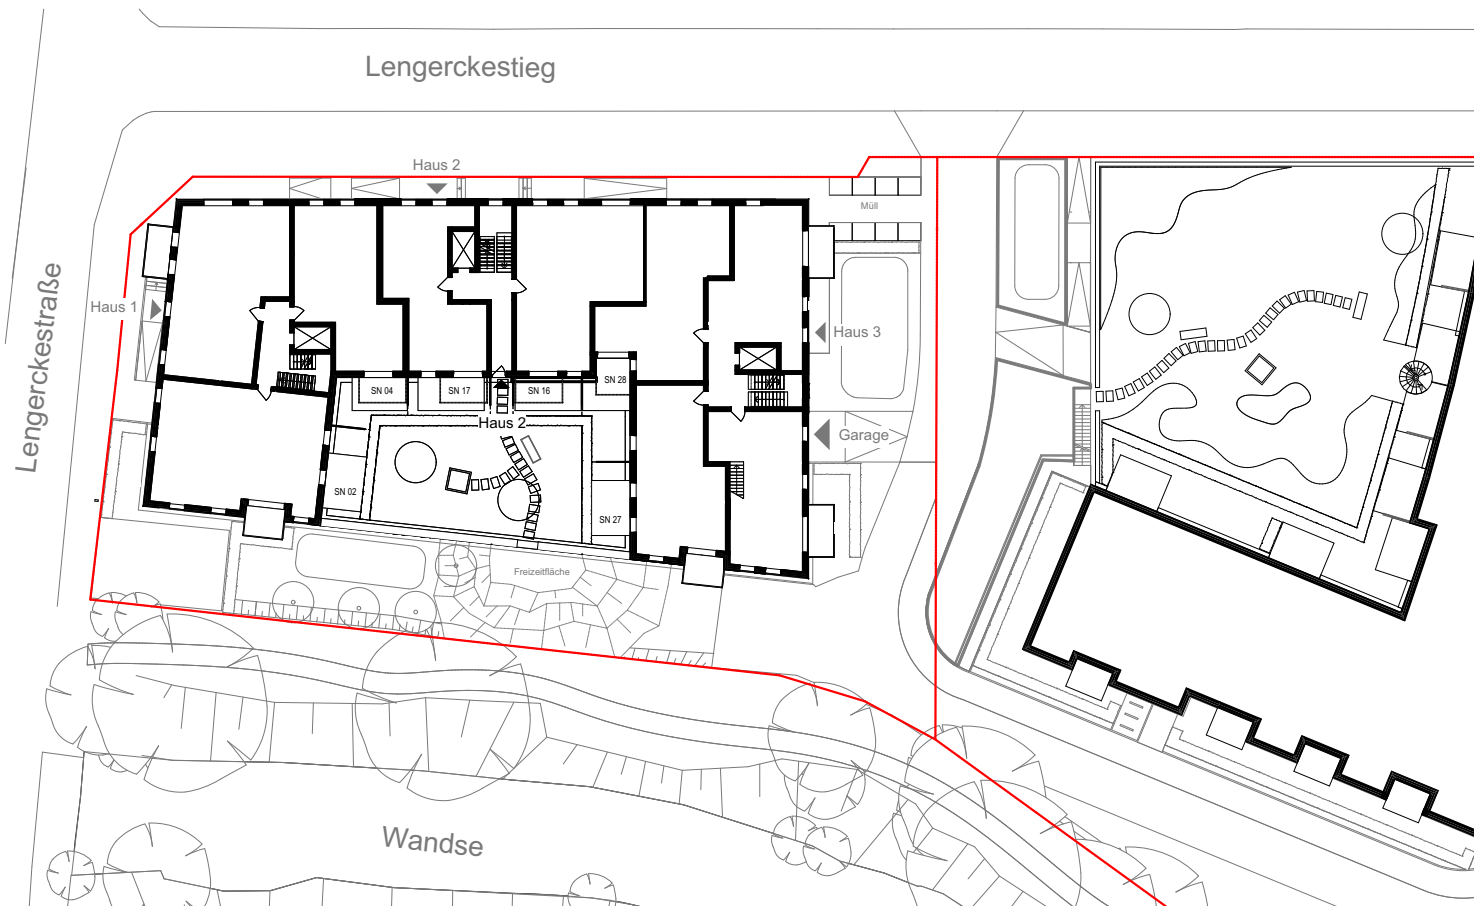 Lengerckestieg
Haus 2
Müll
Lengerckestraße
Haus 1
Haus 3
SN 04
SN 17
SN 16
SN 28
Haus 2
Garage
SN 02
SN 27
Freizeitfläche
Wandse